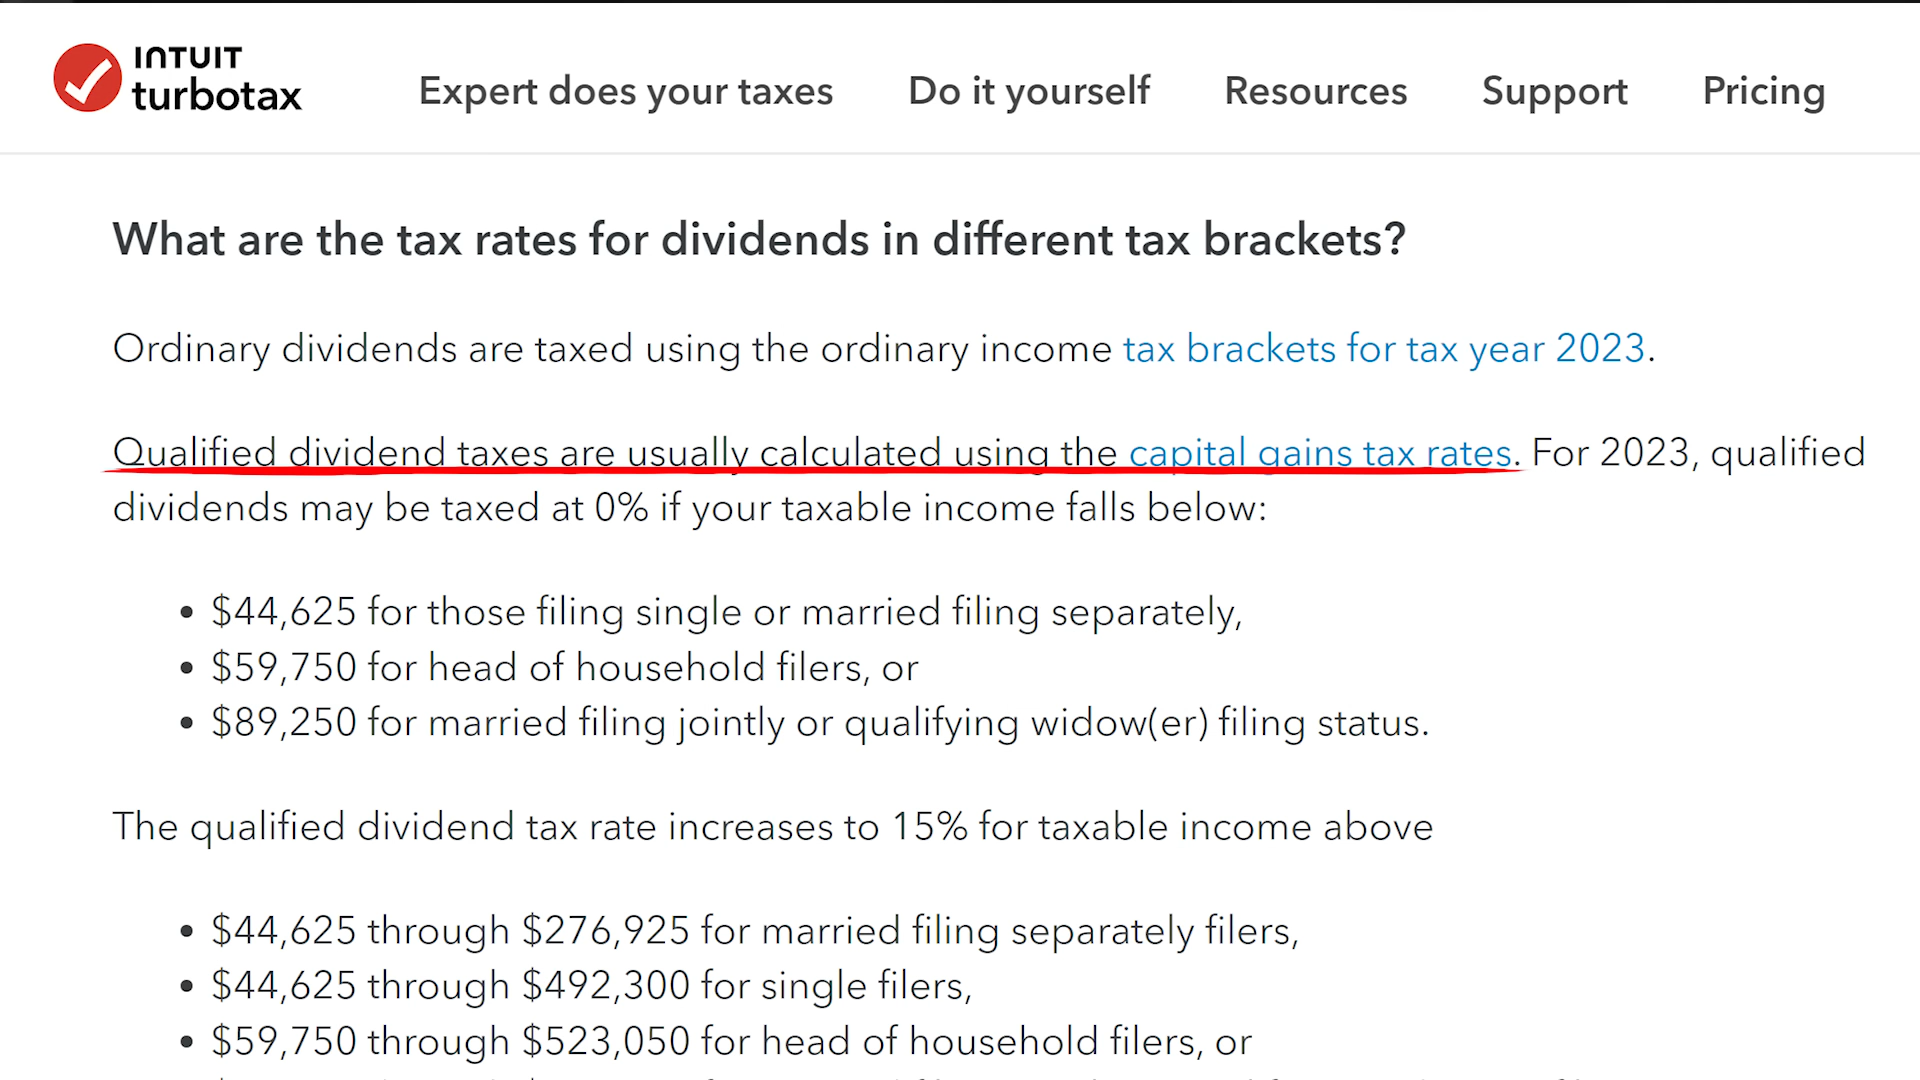 INTUIT
turbotax
Expert does your taxes Do it yourself Resources Support Pricing
What are the tax rates for dividends in different tax brackets?
Ordinary dividends are taxed using the ordinary income tax brackets for tax year 2023.
Qualified dividend taxes are usually calculated using the capital gains tax rates. For 2023, qualified
dividends may be taxed at 0% if your taxable income falls below:
• $44,625 for those filing single or married filing separately,
• $59,750 for head of household filers, or
• $89,250 for married filing jointly or qualifying widow(er) filing status.
The qualified dividend tax rate increases to 15% for taxable income above
• $44,625 through $276,925 for married filing separately filers,
• $44,625 through $492,300 for single filers,
• $59,750 through $523,050 for head of household filers, or